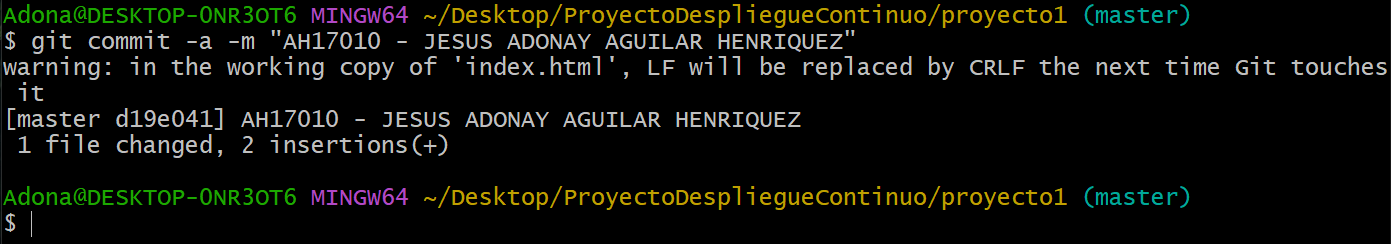 Adona@DESKTOP-0NR3OT6 MINGW64 ~/Desktop/ProyectoDespliegueContinuo/proyecto1 (master)
$ git commit -a -m "AH17010 - JESUS ADONAY AGUILAR HENRIQUEZ"
warning: in the working copy of 'index.html', LF will be replaced by CRLF the next time Git touches
 it
[master d19e041] AH17010 - JESUS ADONAY AGUILAR HENRIQUEZ
 1 file changed, 2 insertions(+)
Adona@DESKTOP-0NR3OT6 MINGW64 ~/Desktop/ProyectoDespliegueContinuo/proyecto1 (master)
$